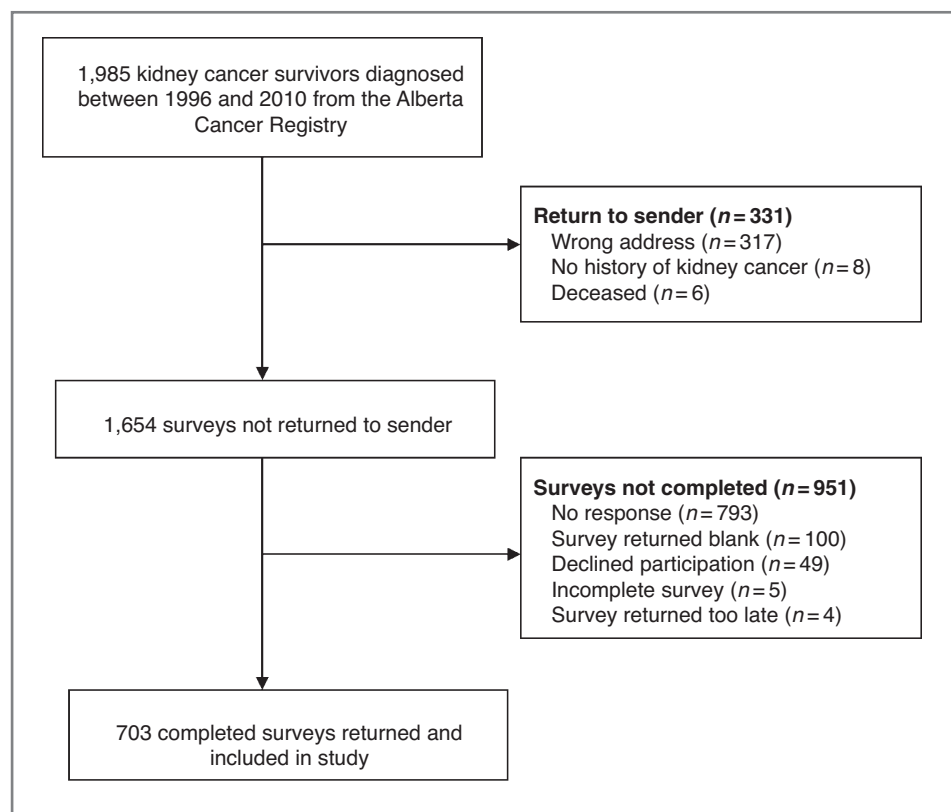 1,985 kidney cancer survivors diagnosed
between 1996 and 2010 from the Alberta
Cancer Registry
Return to sender (n=331)
Wrong address (n=317)
No history of kidney cancer (n=8)
Deceased (n=6)
1,654 surveys not returned to sender
Surveys not completed (n=951)
No response (n=793)
Survey returned blank (n=100)
Declined participation (n=49)
Incomplete survey (n=5)
Survey returned too late (n=4)
703 completed surveys returned and
included in study